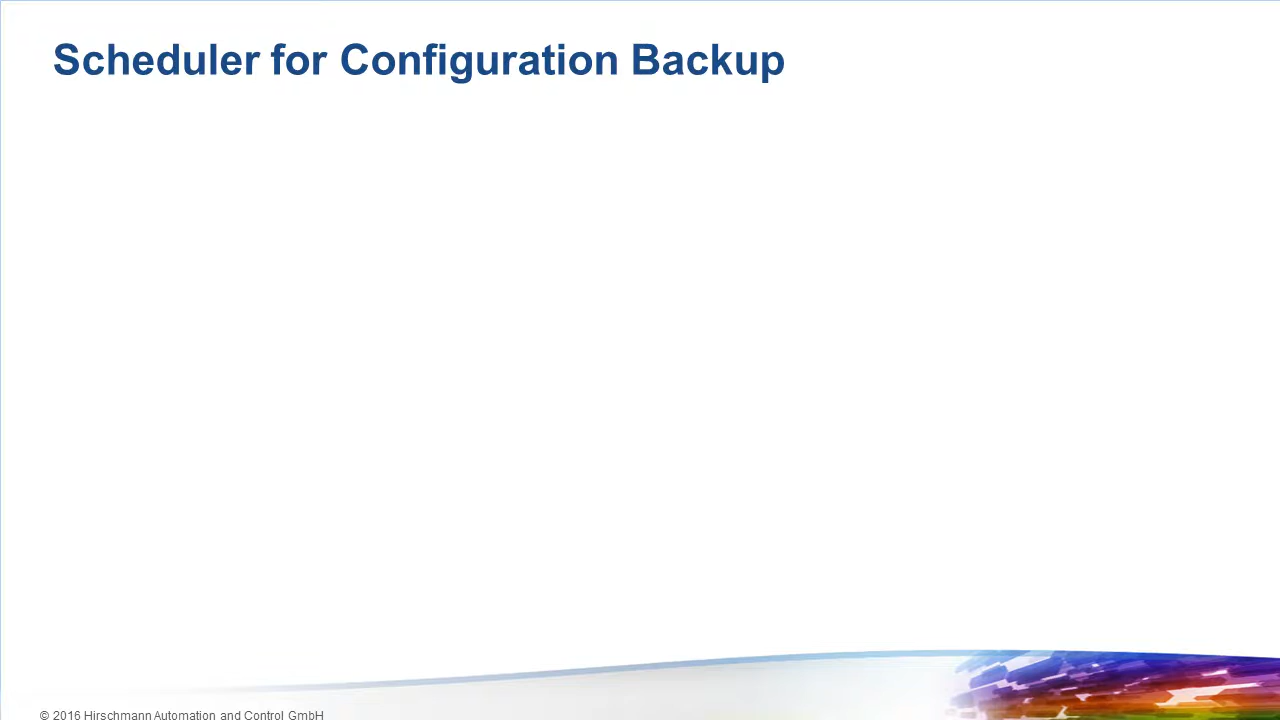 Scheduler for Configuration Backup
© 2016 Hirschmann Automation and Control GmbH